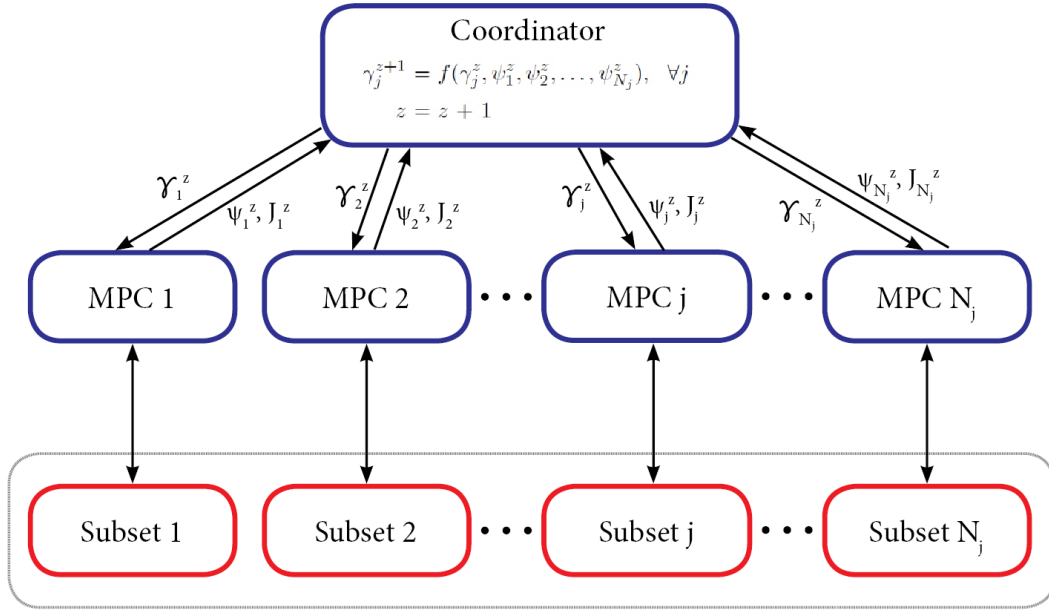 Coordinator
γ_j^{z+1} = f(γ_j^z, ψ_1^z, ψ_2^z, ..., ψ_{N_j}^z), ∀j
z = z + 1
γ_1^z
ψ_1^z, J_1^z
γ_2^z
ψ_2^z, J_2^z
γ_j^z
ψ_j^z, J_j^z
ψ_{N_j}^z, J_{N_j}^z
γ_{N_j}^z
MPC 1
MPC 2
• • •
MPC j
• • •
MPC N_j
Subset 1
Subset 2
• • •
Subset j
• • •
Subset N_j